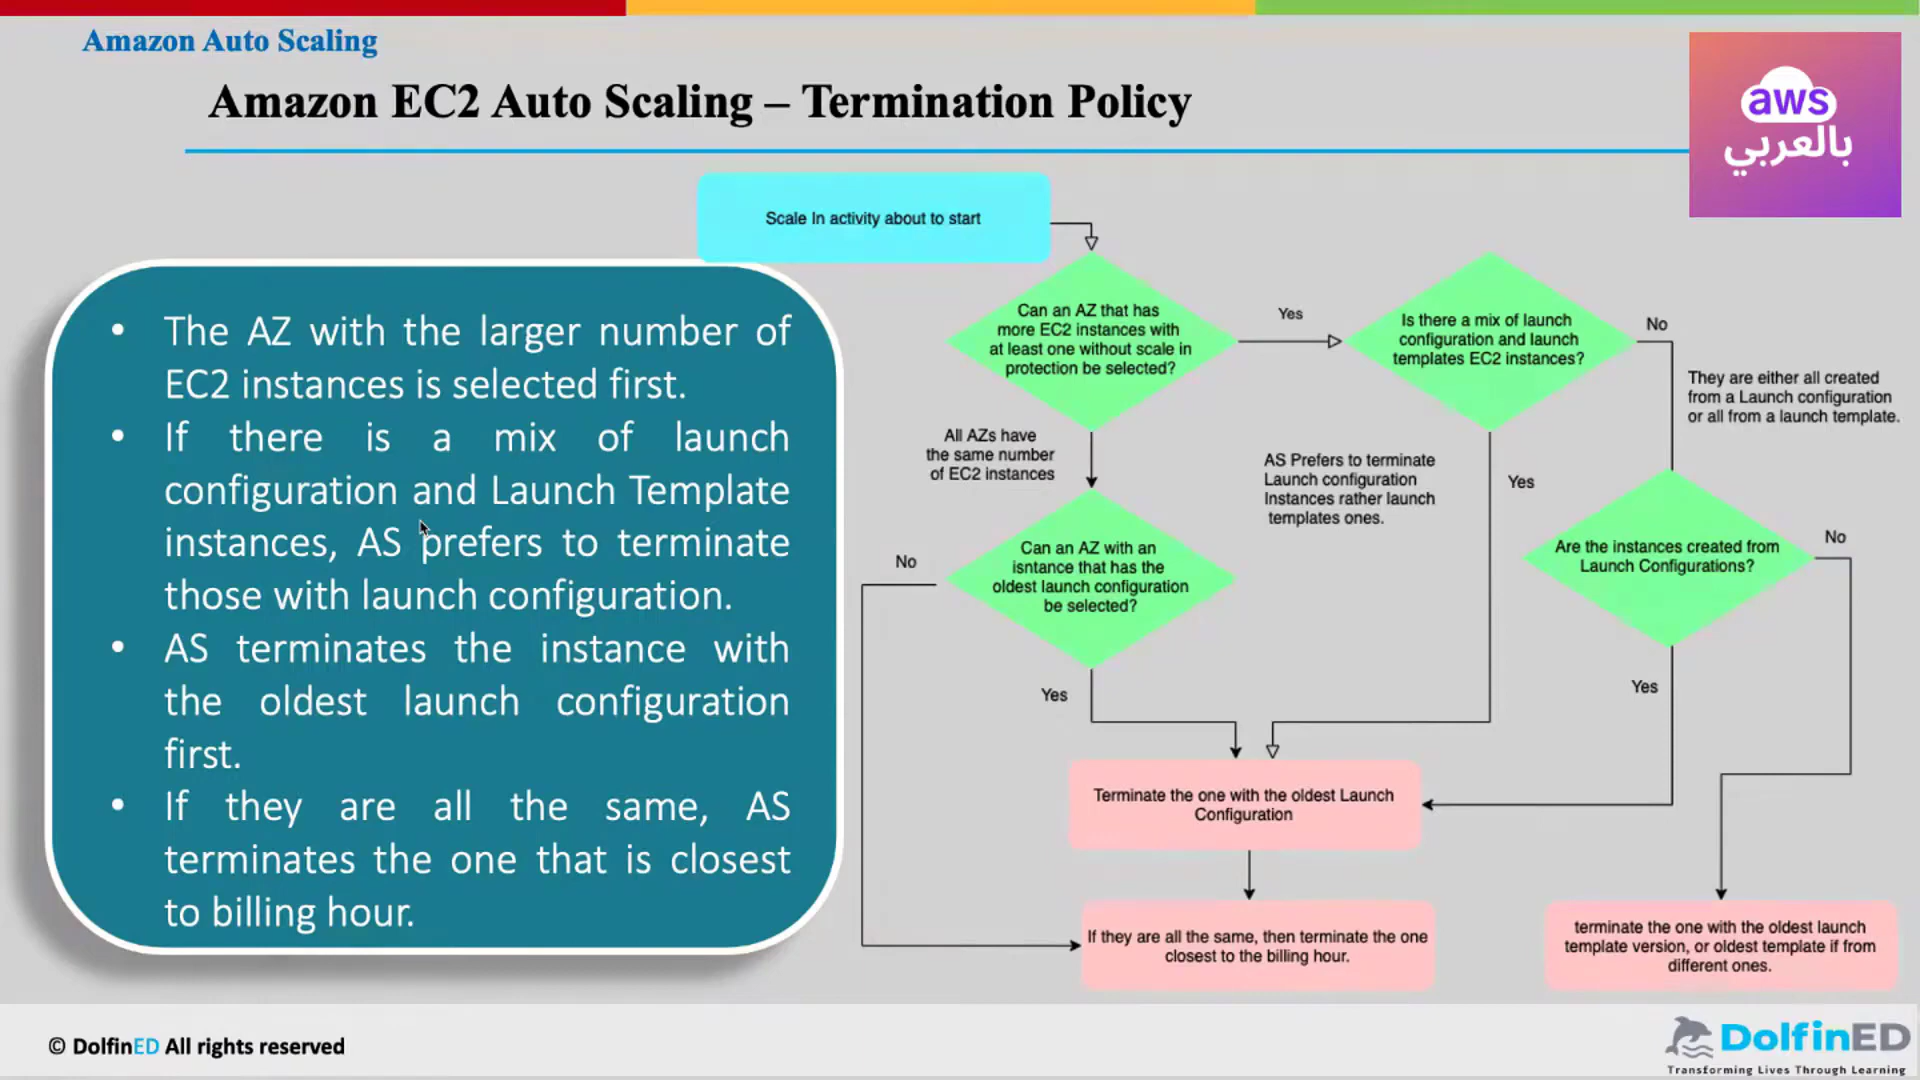 Amazon Auto Scaling
Amazon EC2 Auto Scaling – Termination Policy
aws
بالعربي
• The AZ with the larger number of
EC2 instances is selected first.
• If there is a mix of launch
configuration and Launch Template
instances, AS prefers to terminate
those with launch configuration.
• AS terminates the instance with
the oldest launch configuration
first.
• If they are all the same, AS
terminates the one that is closest
to billing hour.
Scale In activity about to start
Can an AZ that has
more EC2 instances with
at least one without scale in
protection be selected?
Yes
Is there a mix of launch
configuration and launch
templates EC2 instances?
No
They are either all created
from a Launch configuration
or all from a launch template.
All AZs have
the same number
of EC2 instances
AS Prefers to terminate
Launch configuration
Instances rather launch
templates ones.
Yes
Can an AZ with an
isntance that has the
oldest launch configuration
be selected?
No
Yes
Are the instances created from
Launch Configurations?
No
Yes
Terminate the one with the oldest Launch
Configuration
If they are all the same, then terminate the one
closest to the billing hour.
terminate the one with the oldest launch
template version, or oldest template if from
different ones.
© DolfinED All rights reserved
DolfinED
Transforming Lives Through Learning